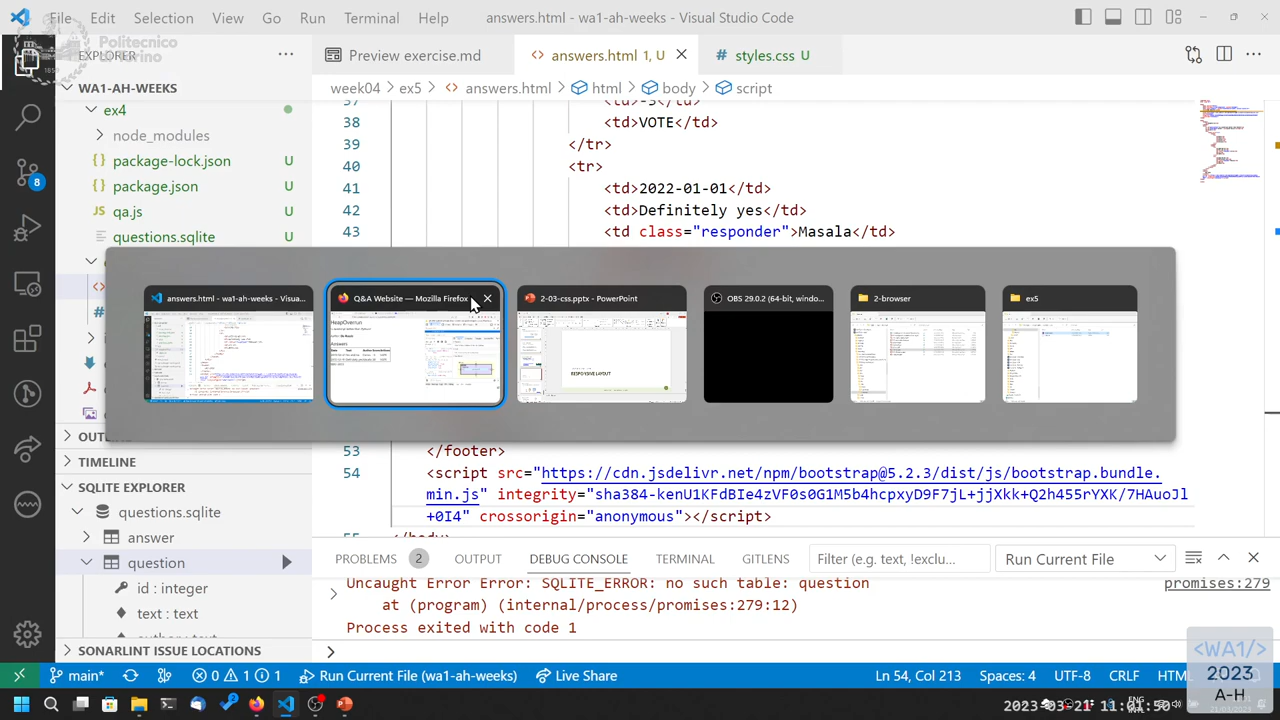 File Edit Selection View Go Run Terminal Help answers.html - wa1-ah-weeks - Visual Studio Code
Politecnico
di Torino
EXPLORER
Preview exercise.md
answers.html 1, U
styles.css U
WA1-AH-WEEKS
week04 > ex5 > answers.html > html > body > script
ex4
node_modules
package-lock.json U
package.json U
qa.js U
questions.sqlite U
38 <td>VOTE</td>
39 </tr>
40 <tr>
41 <td>2022-01-01</td>
42 <td>Definitely yes</td>
43 <td class="responder">Masala</td>
answers.html - wa1-ah-weeks - Visua...
Q&A Website — Mozilla Firefox
2-03-css.pptx - PowerPoint
OBS 29.0.2 (64-bit, windo...
2-browser
ex5
HeapOverrun
Answers
RESPONSIVE LAYOUT
53 </footer>
54 <script src="https://cdn.jsdelivr.net/npm/bootstrap@5.2.3/dist/js/bootstrap.bundle.
min.js" integrity="sha384-kenU1KFdBIe4zVF0s0G1M5b4hcpxyD9F7jL+jjXkk+Q2h455rYXK/7HAuoJl
+0I4" crossorigin="anonymous"></script>
55 </body>
TIMELINE
SQLITE EXPLORER
questions.sqlite
answer
question
id : integer
text : text
SONARLINT ISSUE LOCATIONS
PROBLEMS 2 OUTPUT DEBUG CONSOLE TERMINAL GITLENS Filter (e.g. text, !exclu... Run Current File
Uncaught Error Error: SQLITE_ERROR: no such table: question promises:279
at (program) (internal/process/promises:279:12)
Process exited with code 1
main* 0 1 1 Run Current File (wa1-ah-weeks) Live Share Ln 54, Col 213 Spaces: 4 UTF-8 CRLF
<WA1/>
2023
A-H